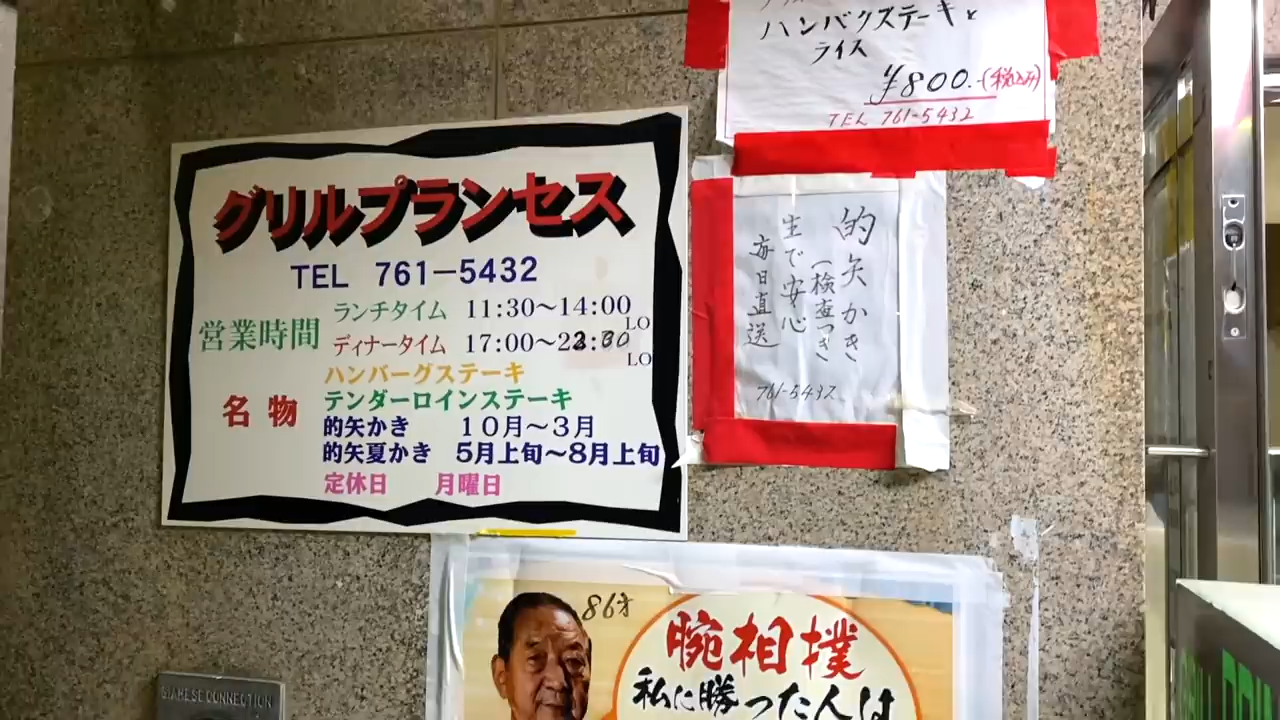 グリルプランセス
TEL 761-5432
営業時間
ランチタイム 11:30〜14:00
LO
ディナータイム 17:00〜22:30
LO
名物
ハンバーグステーキ
テンダーロインステーキ
的矢かき 10月〜3月
的矢夏かき 5月上旬〜8月上旬
定休日 月曜日
ハンバグステーキと
ライス
¥800.-(税込み)
TEL 761-5432
的矢かき
(検査つき)
生で安心
毎日直送
761-5432
86才
腕相撲
私に勝った人は
SIAMESE CONNECTION